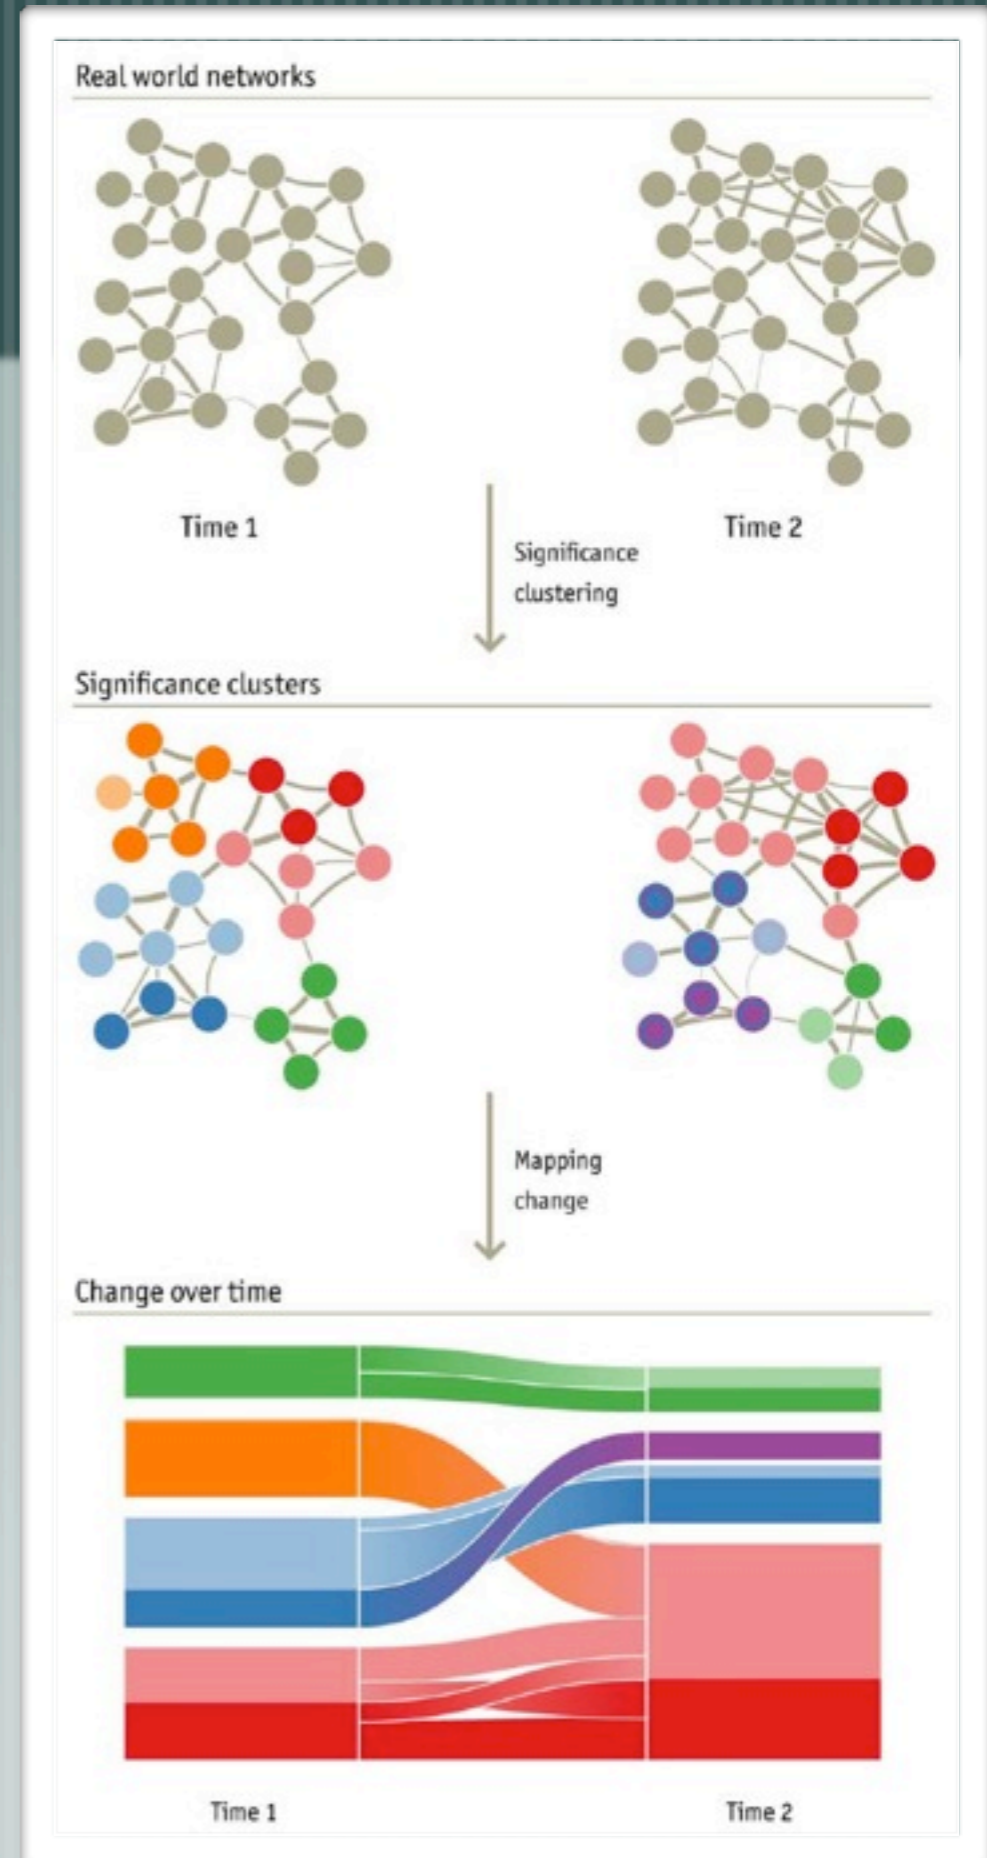 Real world networks
Time 1
Time 2
Significance
clustering
Significance clusters
Mapping
change
Change over time
Time 1
Time 2